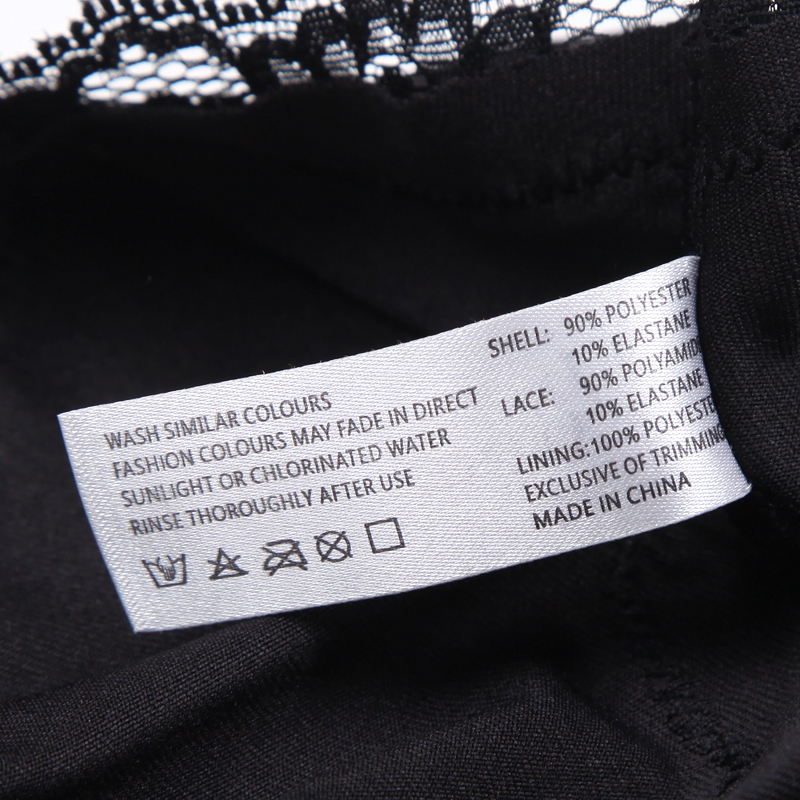 WASH SIMILAR COLOURS
FASHION COLOURS MAY FADE IN DIRECT
SUNLIGHT OR CHLORINATED WATER
RINSE THOROUGHLY AFTER USE
SHELL: 90% POLYESTER
10% ELASTANE
LACE: 90% POLYAMID
10% ELASTANE
LINING:100% POLYESTE
EXCLUSIVE OF TRIMMING
MADE IN CHINA